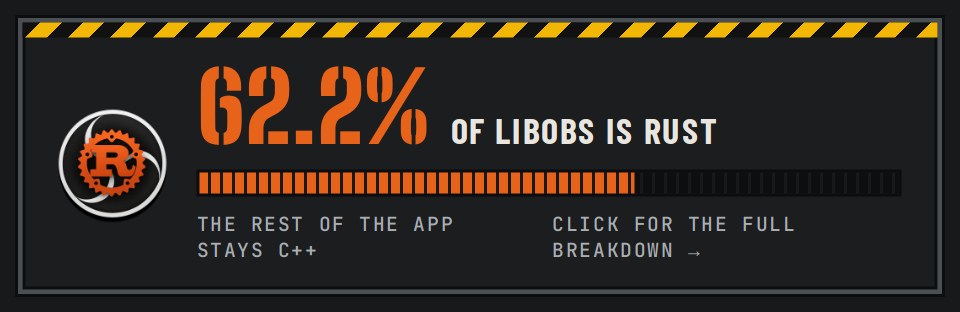 62.2% OF LIBOBS IS RUST
R
THE REST OF THE APP
STAYS C++
CLICK FOR THE FULL
BREAKDOWN →